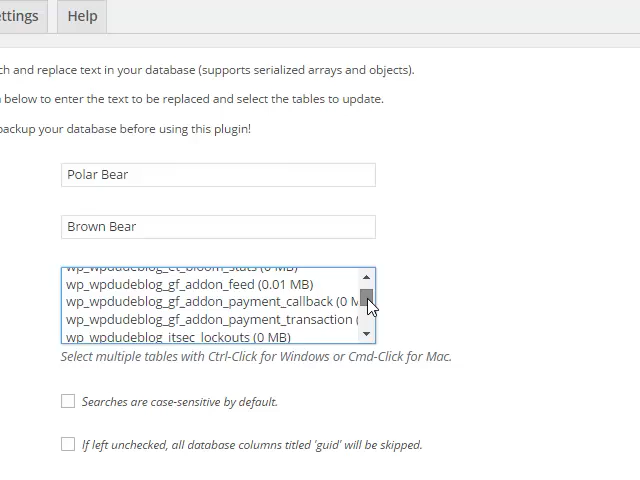 ettings Help
ch and replace text in your database (supports serialized arrays and objects).
below to enter the text to be replaced and select the tables to update.
backup your database before using this plugin!
Polar Bear
Brown Bear
wp_wpdudeblog_et_bloom_stats (0 MB)
wp_wpdudeblog_gf_addon_feed (0.01 MB)
wp_wpdudeblog_gf_addon_payment_callback (0 M
wp_wpdudeblog_gf_addon_payment_transaction (
wp_wpdudeblog_itsec_lockouts (0 MB)
Select multiple tables with Ctrl-Click for Windows or Cmd-Click for Mac.
Searches are case-sensitive by default.
If left unchecked, all database columns titled 'guid' will be skipped.